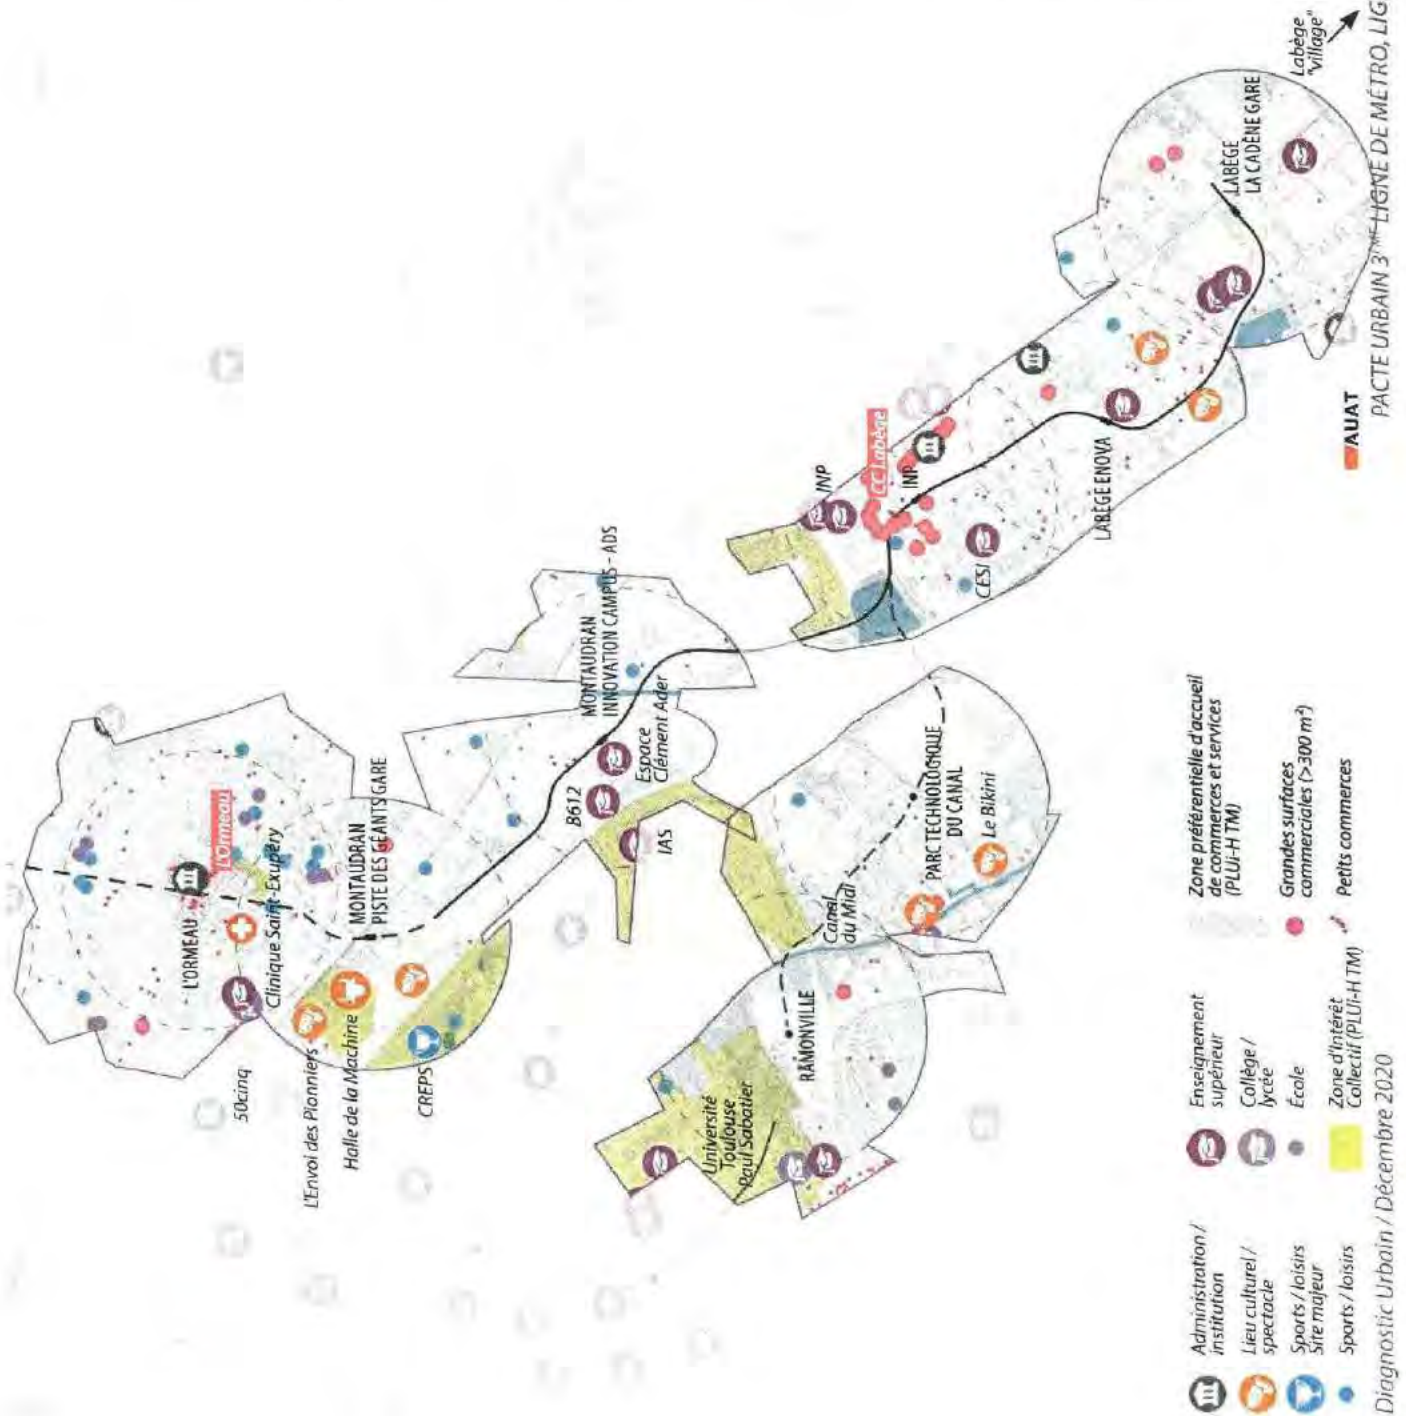 L'ORMEAU
L'Ormeau
Clinique Saint-Exupéry
50cinq
L'Envol des Pionniers
Halle de la Machine
CREPS
MONTAUDRAN
PISTE DES GÉANTS GARE
B612
IAS
Espace
Clément Ader
MONTAUDRAN
INNOVATION CAMPUS - ADS
Université
Toulouse
Paul Sabatier
RAMONVILLE
Canal
du Midi
PARC TECHNOLOGIQUE
DU CANAL
Le Bikini
INP
CC Labège
INP
CESI
LABÈGE ENOVA
LABÈGE
LA CADÈNE GARE
Labège
"village"
Administration /
institution
Lieu culturel /
spectacle
Sports / loisirs
Site majeur
Sports / loisirs
Enseignement
supérieur
Collège /
lycée
École
Zone d'Intérêt
Collectif (PLUi-H TM)
Zone préférentielle d'accueil
de commerces et services
(PLUi-H TM)
Grandes surfaces
commerciales (>300 m²)
Petits commerces
AUAT
Diagnostic Urbain / Décembre 2020
PACTE URBAIN 3ÈME LIGNE DE MÉTRO, LIG